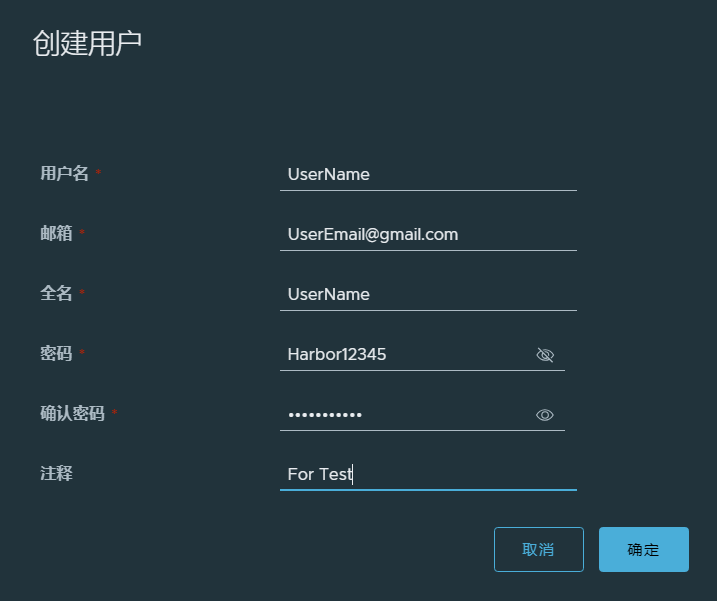 创建用户
用户名 * UserName
邮箱 * UserEmail@gmail.com
全名 * UserName
密码 * Harbor12345
确认密码 * •••••••••••
注释 For Test
取消 确定